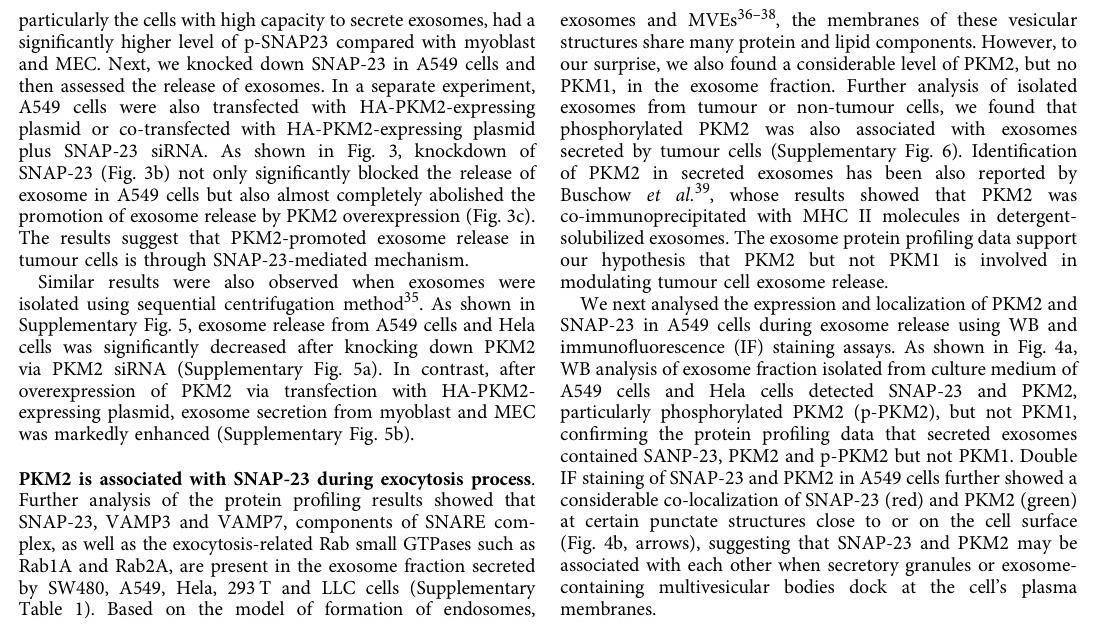 particularly the cells with high capacity to secrete exosomes, had a
significantly higher level of p-SNAP23 compared with myoblast
and MEC. Next, we knocked down SNAP-23 in A549 cells and
then assessed the release of exosomes. In a separate experiment,
A549 cells were also transfected with HA-PKM2-expressing
plasmid or co-transfected with HA-PKM2-expressing plasmid
plus SNAP-23 siRNA. As shown in Fig. 3, knockdown of
SNAP-23 (Fig. 3b) not only significantly blocked the release of
exosome in A549 cells but also almost completely abolished the
promotion of exosome release by PKM2 overexpression (Fig. 3c).
The results suggest that PKM2-promoted exosome release in
tumour cells is through SNAP-23-mediated mechanism.
Similar results were also observed when exosomes were
isolated using sequential centrifugation method35. As shown in
Supplementary Fig. 5, exosome release from A549 cells and Hela
cells was significantly decreased after knocking down PKM2
via PKM2 siRNA (Supplementary Fig. 5a). In contrast, after
overexpression of PKM2 via transfection with HA-PKM2-
expressing plasmid, exosome secretion from myoblast and MEC
was markedly enhanced (Supplementary Fig. 5b).
PKM2 is associated with SNAP-23 during exocytosis process.
Further analysis of the protein profiling results showed that
SNAP-23, VAMP3 and VAMP7, components of SNARE com-
plex, as well as the exocytosis-related Rab small GTPases such as
Rab1A and Rab2A, are present in the exosome fraction secreted
by SW480, A549, Hela, 293 T and LLC cells (Supplementary
Table 1). Based on the model of formation of endosomes,
exosomes and MVEs36–38, the membranes of these vesicular
structures share many protein and lipid components. However, to
our surprise, we also found a considerable level of PKM2, but no
PKM1, in the exosome fraction. Further analysis of isolated
exosomes from tumour or non-tumour cells, we found that
phosphorylated PKM2 was also associated with exosomes
secreted by tumour cells (Supplementary Fig. 6). Identification
of PKM2 in secreted exosomes has been also reported by
Buschow et al.39, whose results showed that PKM2 was
co-immunoprecipitated with MHC II molecules in detergent-
solubilized exosomes. The exosome protein profiling data support
our hypothesis that PKM2 but not PKM1 is involved in
modulating tumour cell exosome release.
We next analysed the expression and localization of PKM2 and
SNAP-23 in A549 cells during exosome release using WB and
immunofluorescence (IF) staining assays. As shown in Fig. 4a,
WB analysis of exosome fraction isolated from culture medium of
A549 cells and Hela cells detected SNAP-23 and PKM2,
particularly phosphorylated PKM2 (p-PKM2), but not PKM1,
confirming the protein profiling data that secreted exosomes
contained SANP-23, PKM2 and p-PKM2 but not PKM1. Double
IF staining of SNAP-23 and PKM2 in A549 cells further showed a
considerable co-localization of SNAP-23 (red) and PKM2 (green)
at certain punctate structures close to or on the cell surface
(Fig. 4b, arrows), suggesting that SNAP-23 and PKM2 may be
associated with each other when secretory granules or exosome-
containing multivesicular bodies dock at the cell's plasma
membranes.